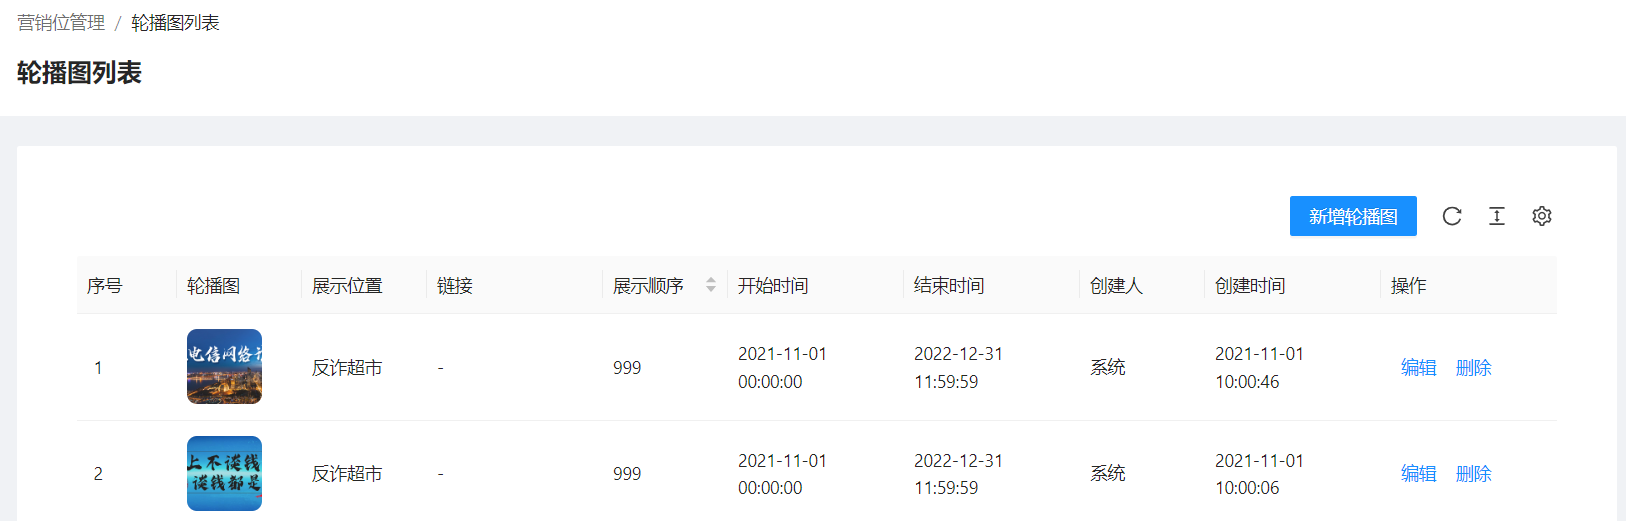 营销位管理 / 轮播图列表
轮播图列表
新增轮播图
序号 轮播图 展示位置 链接 展示顺序 开始时间 结束时间 创建人 创建时间 操作
电信网络
1 反诈超市 - 999 2021-11-01 00:00:00 2022-12-31 11:59:59 系统 2021-11-01 10:00:46 编辑 删除
上不谈钱
谈钱都是
2 反诈超市 - 999 2021-11-01 00:00:00 2022-12-31 11:59:59 系统 2021-11-01 10:00:06 编辑 删除